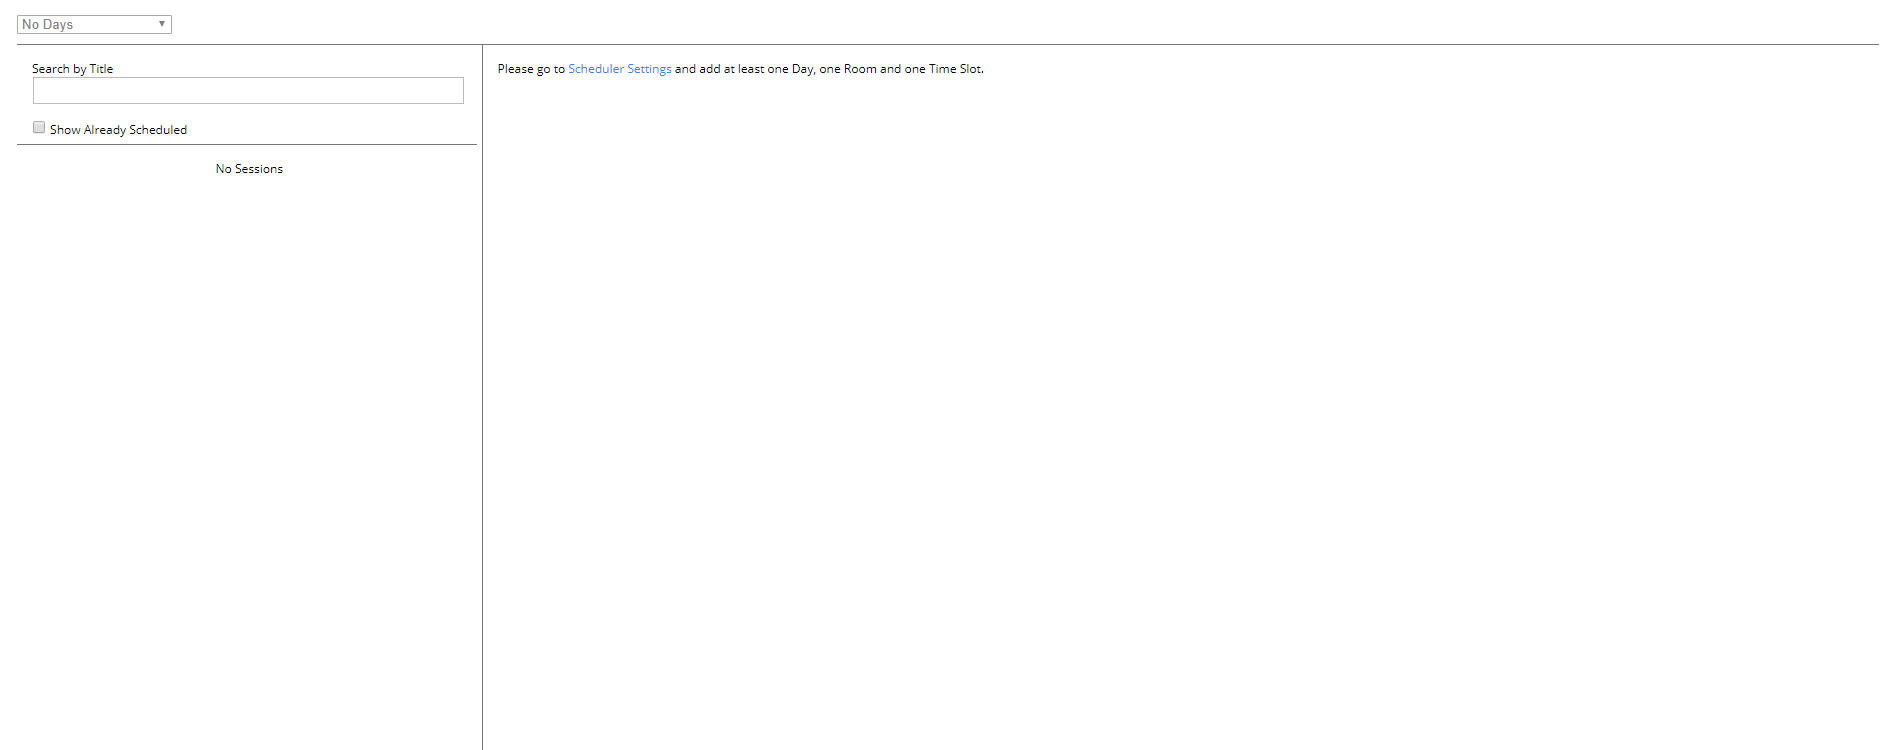 No Days
Search by Title
Show Already Scheduled
No Sessions
Please go to Scheduler Settings and add at least one Day, one Room and one Time Slot.